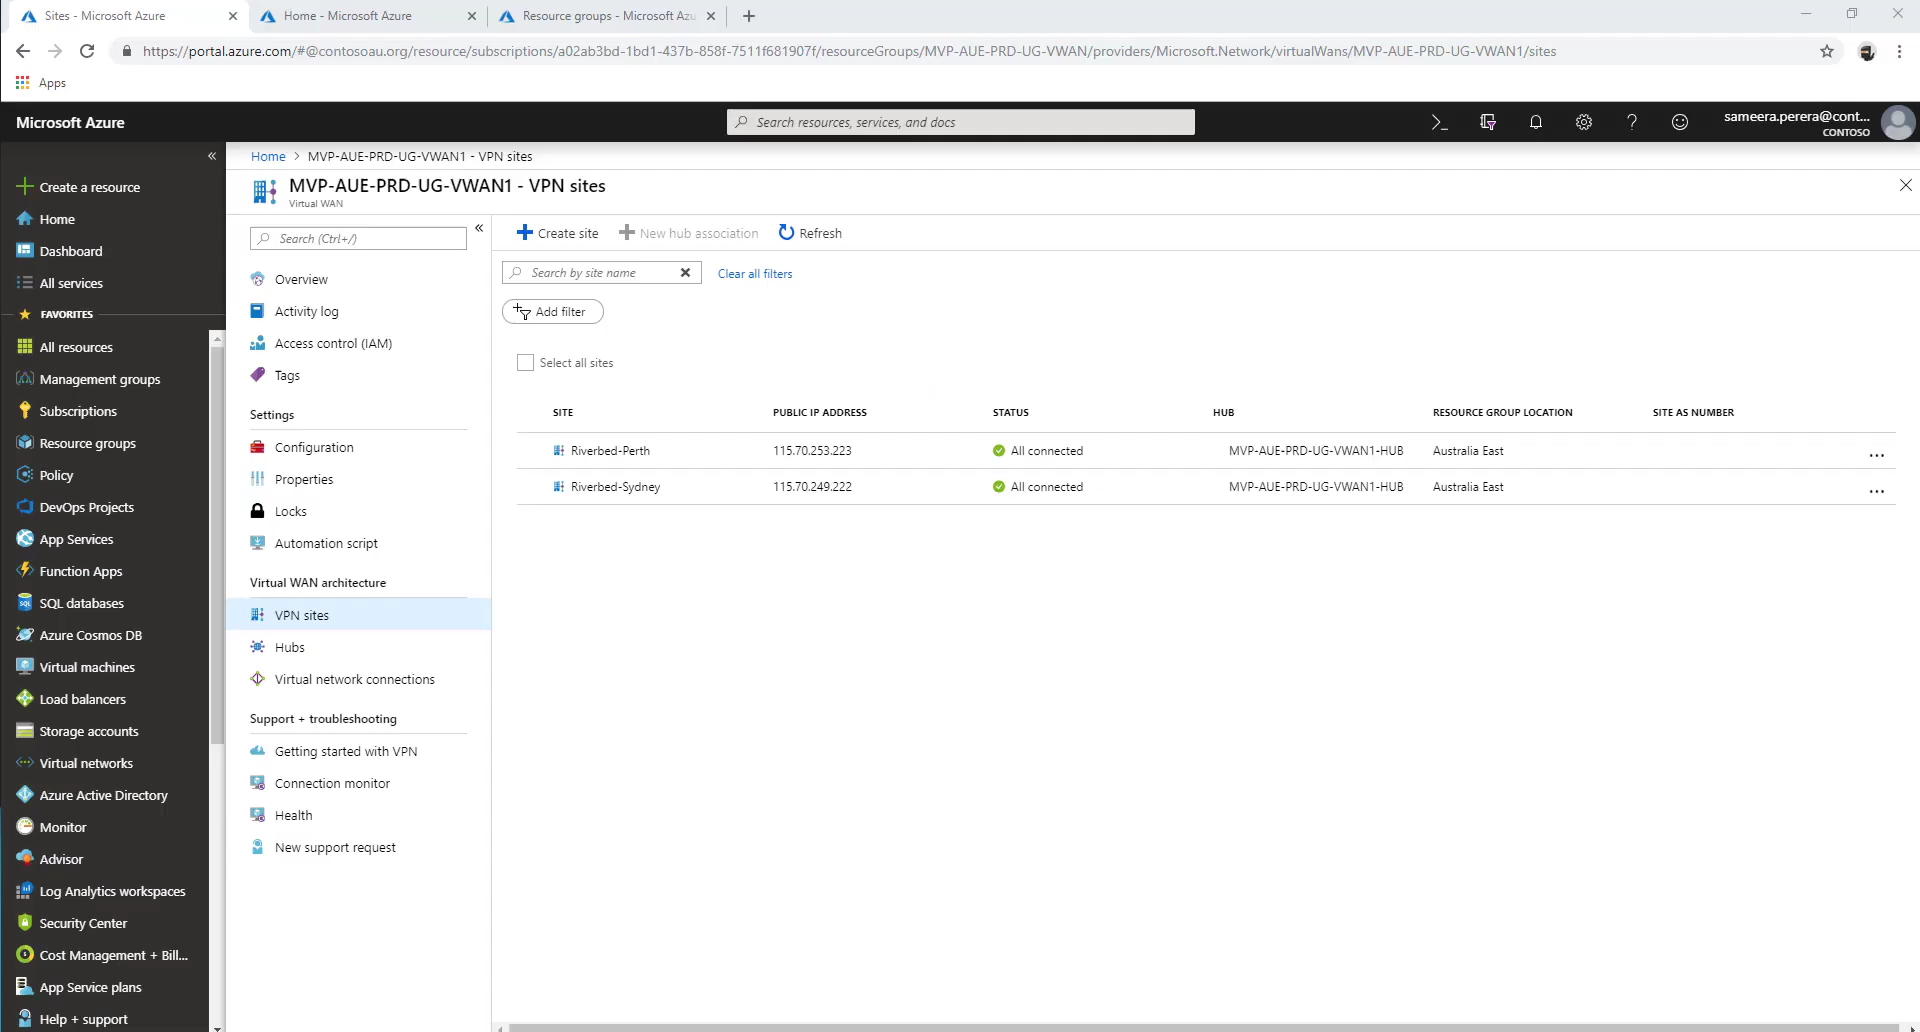 Sites - Microsoft Azure
Home - Microsoft Azure
Resource groups - Microsoft Azu
https://portal.azure.com/#@contosoau.org/resource/subscriptions/a02ab3bd-1bd1-437b-858f-7511f681907f/resourceGroups/MVP-AUE-PRD-UG-VWAN/providers/Microsoft.Network/virtualWans/MVP-AUE-PRD-UG-VWAN1/sites
Apps
Microsoft Azure
Search resources, services, and docs
sameera.perera@cont...
CONTOSO
Create a resource
Home
Dashboard
All services
FAVORITES
All resources
Management groups
Subscriptions
Resource groups
Policy
DevOps Projects
App Services
Function Apps
SQL databases
Azure Cosmos DB
Virtual machines
Load balancers
Storage accounts
Virtual networks
Azure Active Directory
Monitor
Advisor
Log Analytics workspaces
Security Center
Cost Management + Bill...
App Service plans
Help + support
Home > MVP-AUE-PRD-UG-VWAN1 - VPN sites
MVP-AUE-PRD-UG-VWAN1 - VPN sites
Virtual WAN
Search (Ctrl+/)
Overview
Activity log
Access control (IAM)
Tags
Settings
Configuration
Properties
Locks
Automation script
Virtual WAN architecture
VPN sites
Hubs
Virtual network connections
Support + troubleshooting
Getting started with VPN
Connection monitor
Health
New support request
Create site
New hub association
Refresh
Search by site name
Clear all filters
Add filter
Select all sites
SITE PUBLIC IP ADDRESS STATUS HUB RESOURCE GROUP LOCATION SITE AS NUMBER
Riverbed-Perth 115.70.253.223 All connected MVP-AUE-PRD-UG-VWAN1-HUB Australia East ...
Riverbed-Sydney 115.70.249.222 All connected MVP-AUE-PRD-UG-VWAN1-HUB Australia East ...